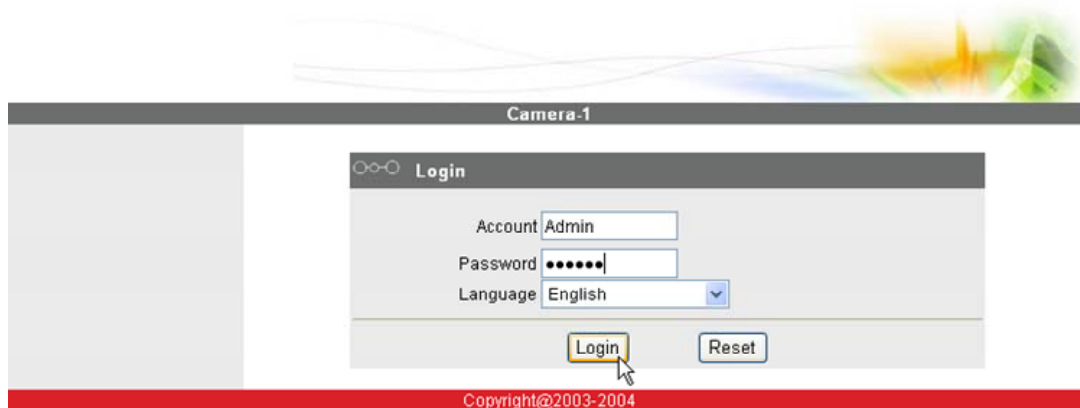 Camera-1
Login
Account Admin
Password ••••••
Language English
Login Reset
Copyright@2003-2004